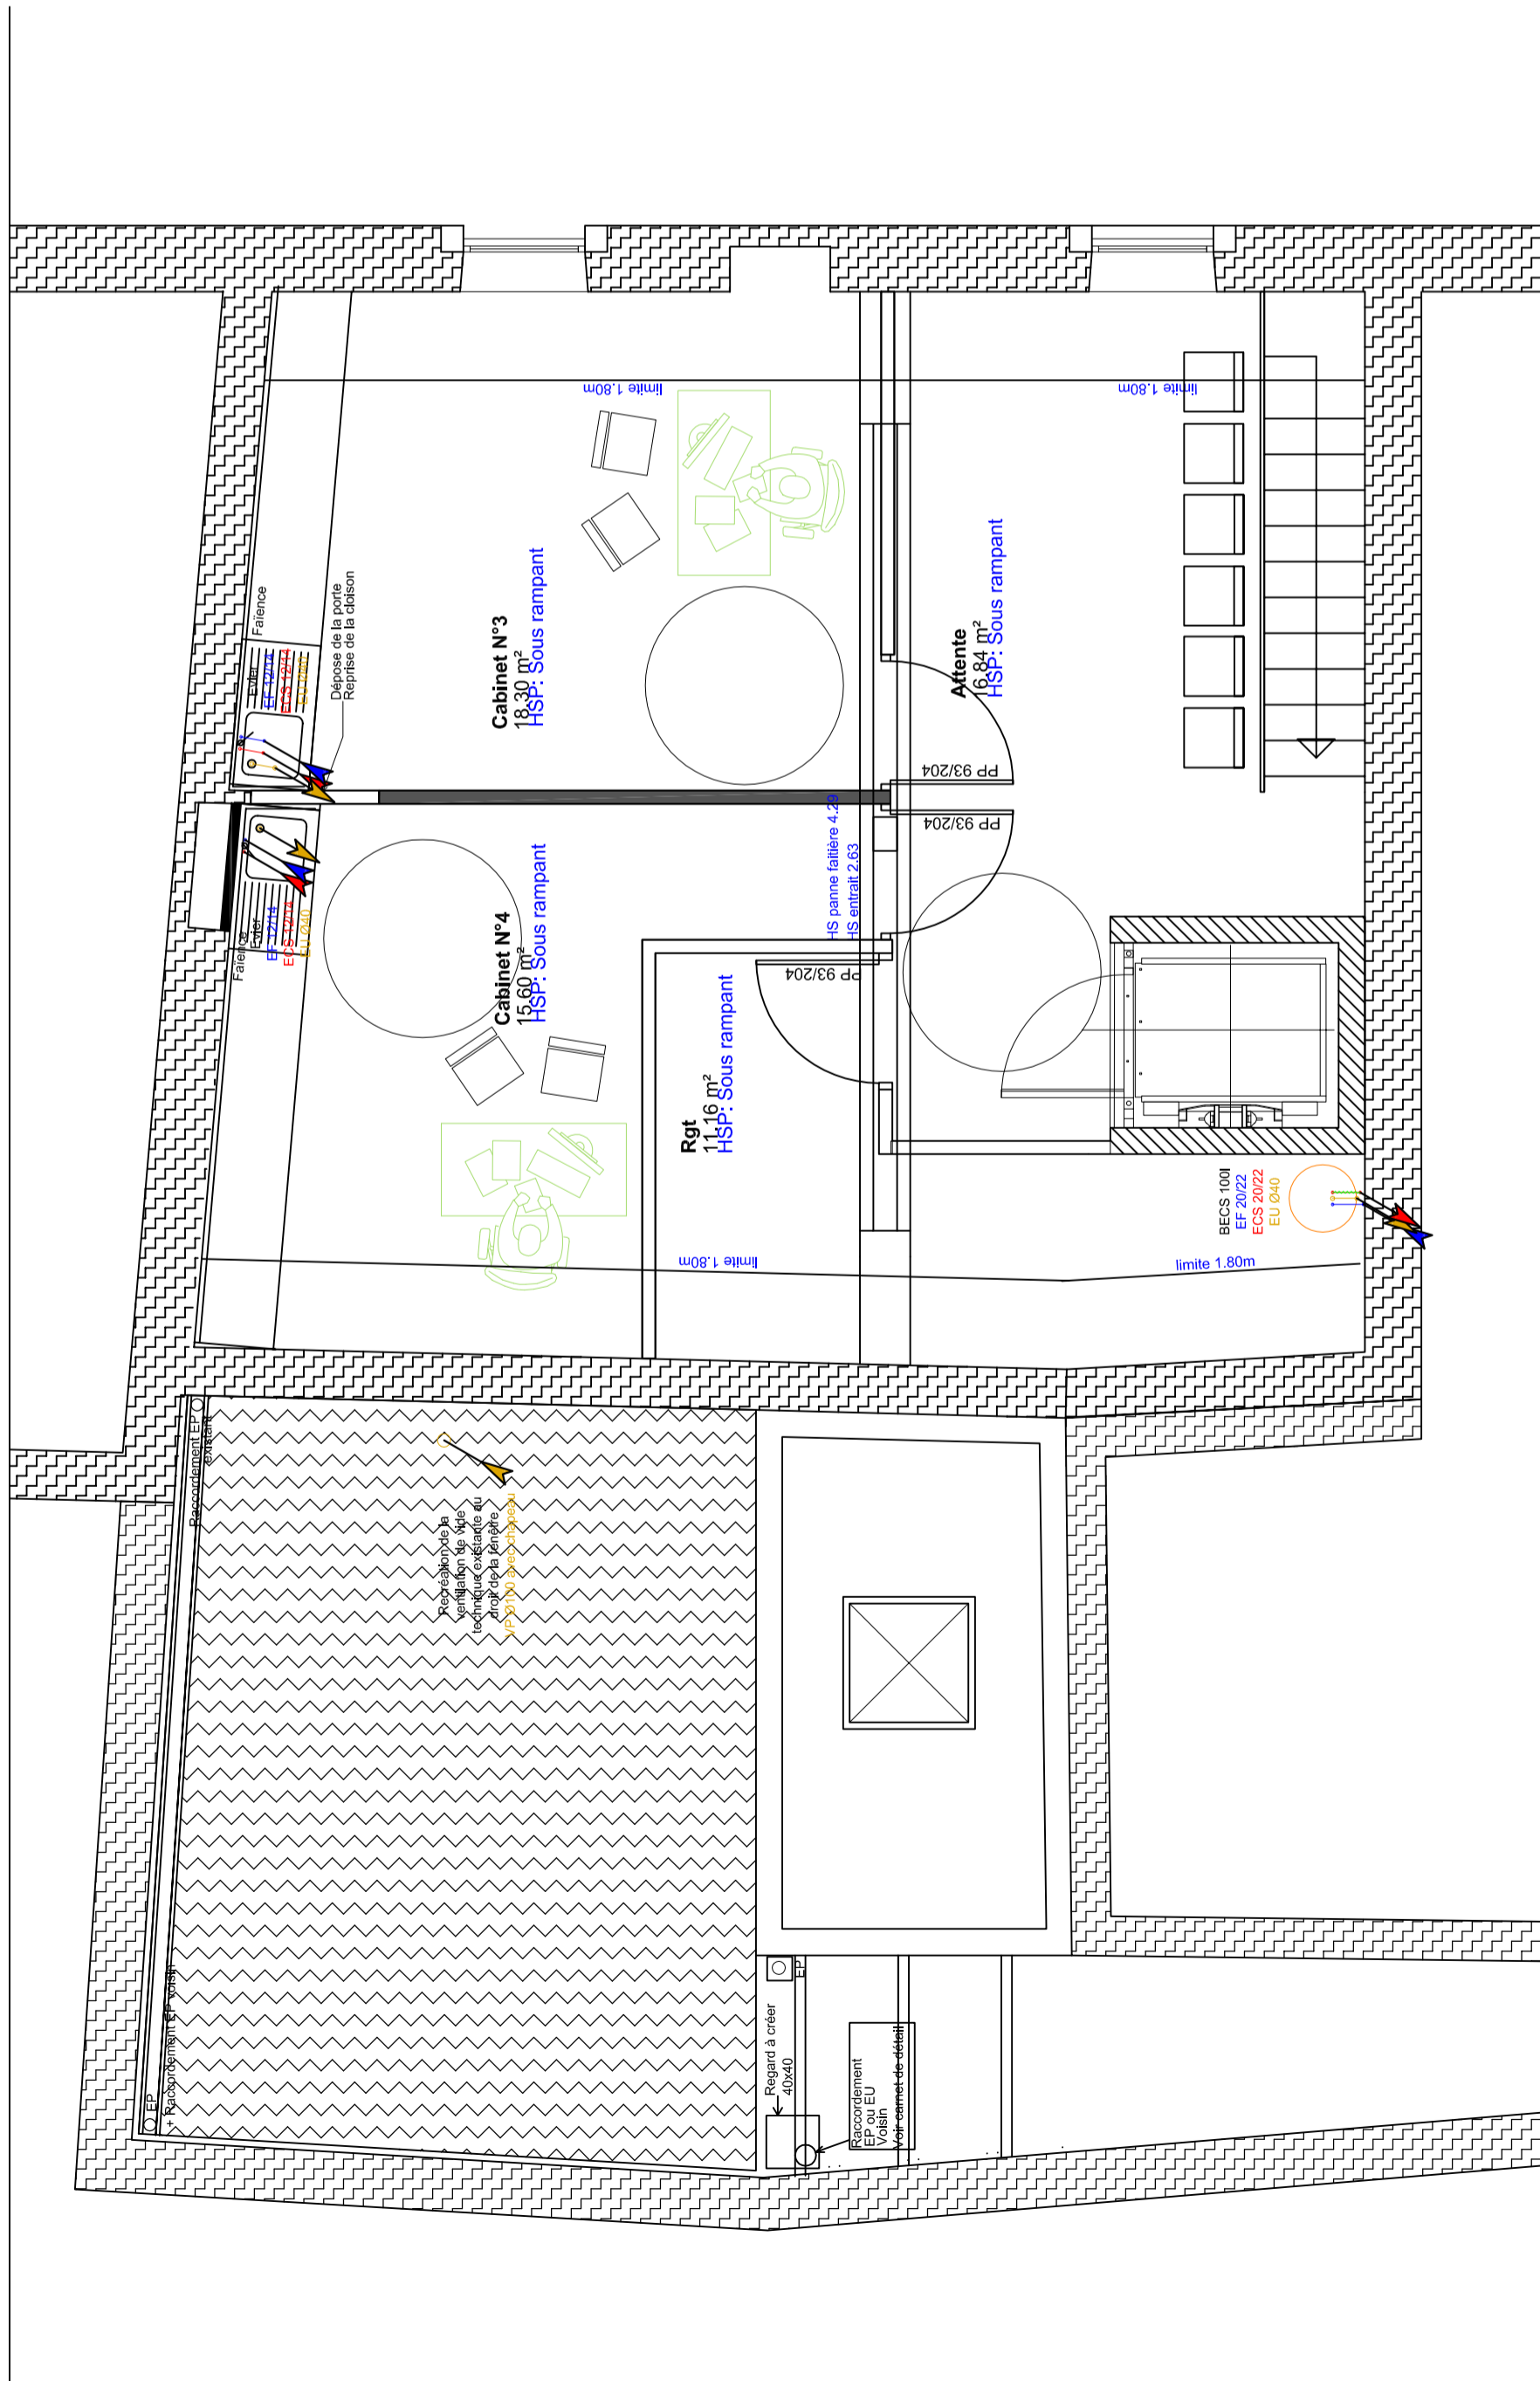 limite 1.80m
limite 1.80m
Faïence
Evier
EF 12/14
ECS 12/14
EU Ø40
Dépose de la porte
Reprise de la cloison
Cabinet N°3
18.30 m²
HSP: Sous rampant
Attente
16.84 m²
HSP: Sous rampant
PP 93/204
PP 93/204
HS panne faitière 4.29
HS entrait 2.63
Faïence
Evier
EF 12/14
ECS 12/14
EU Ø40
Cabinet N°4
15.60 m²
HSP: Sous rampant
PP 93/204
Rgt
11.16 m²
HSP: Sous rampant
BECS 100l
EF 20/22
ECS 20/22
EU Ø40
limite 1.80m
limite 1.80m
Raccordement EP
existant
Recréation de la
ventilation de vide
technique existante au
droit de la fenêtre
VP Ø100 avec chapeau
EP
+ Raccordement EP voisin
EP
Regard à créer
40x40
Raccordement
EP ou EU
Voisin
Voir carnet de détail